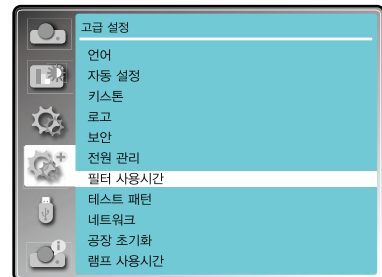 고급 설정
언어
자동 설정
키스톤
로고
보안
전원 관리
필터 사용시간
테스트 패턴
네트워크
공장 초기화
램프 사용시간